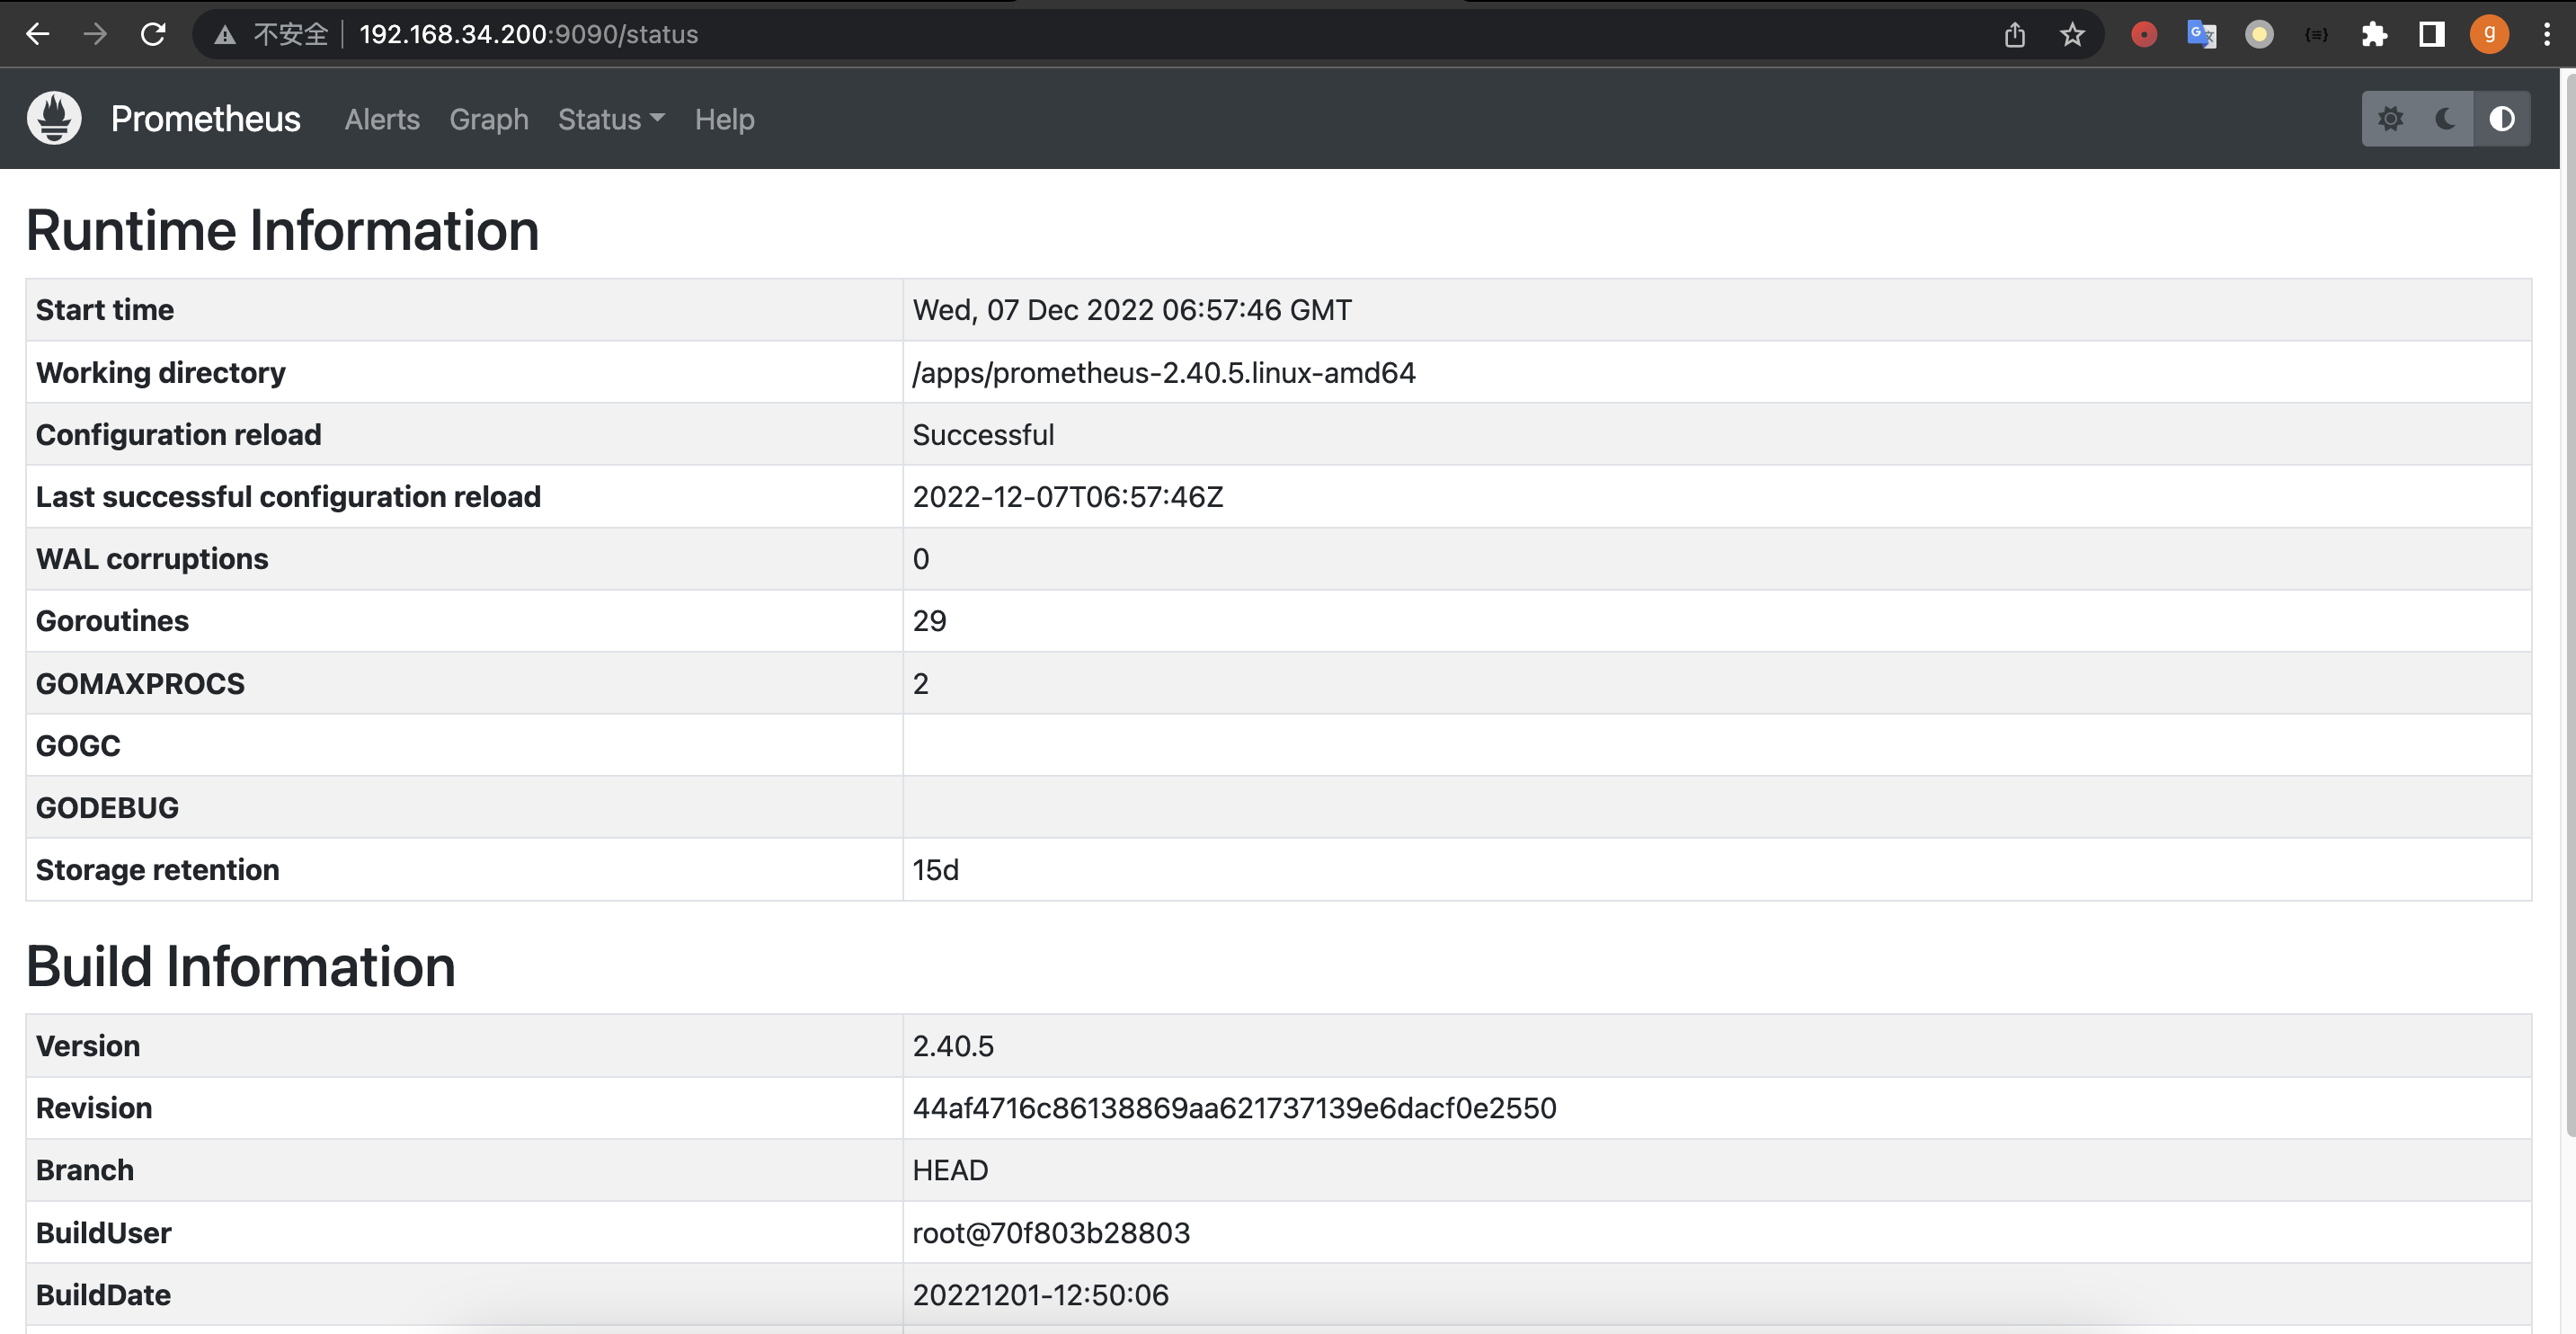 不安全 192.168.34.200:9090/status
g
Prometheus Alerts Graph Status Help
Runtime Information
Start time Wed, 07 Dec 2022 06:57:46 GMT
Working directory /apps/prometheus-2.40.5.linux-amd64
Configuration reload Successful
Last successful configuration reload 2022-12-07T06:57:46Z
WAL corruptions 0
Goroutines 29
GOMAXPROCS 2
GOGC
GODEBUG
Storage retention 15d
Build Information
Version 2.40.5
Revision 44af4716c86138869aa621737139e6dacf0e2550
Branch HEAD
BuildUser root@70f803b28803
BuildDate 20221201-12:50:06